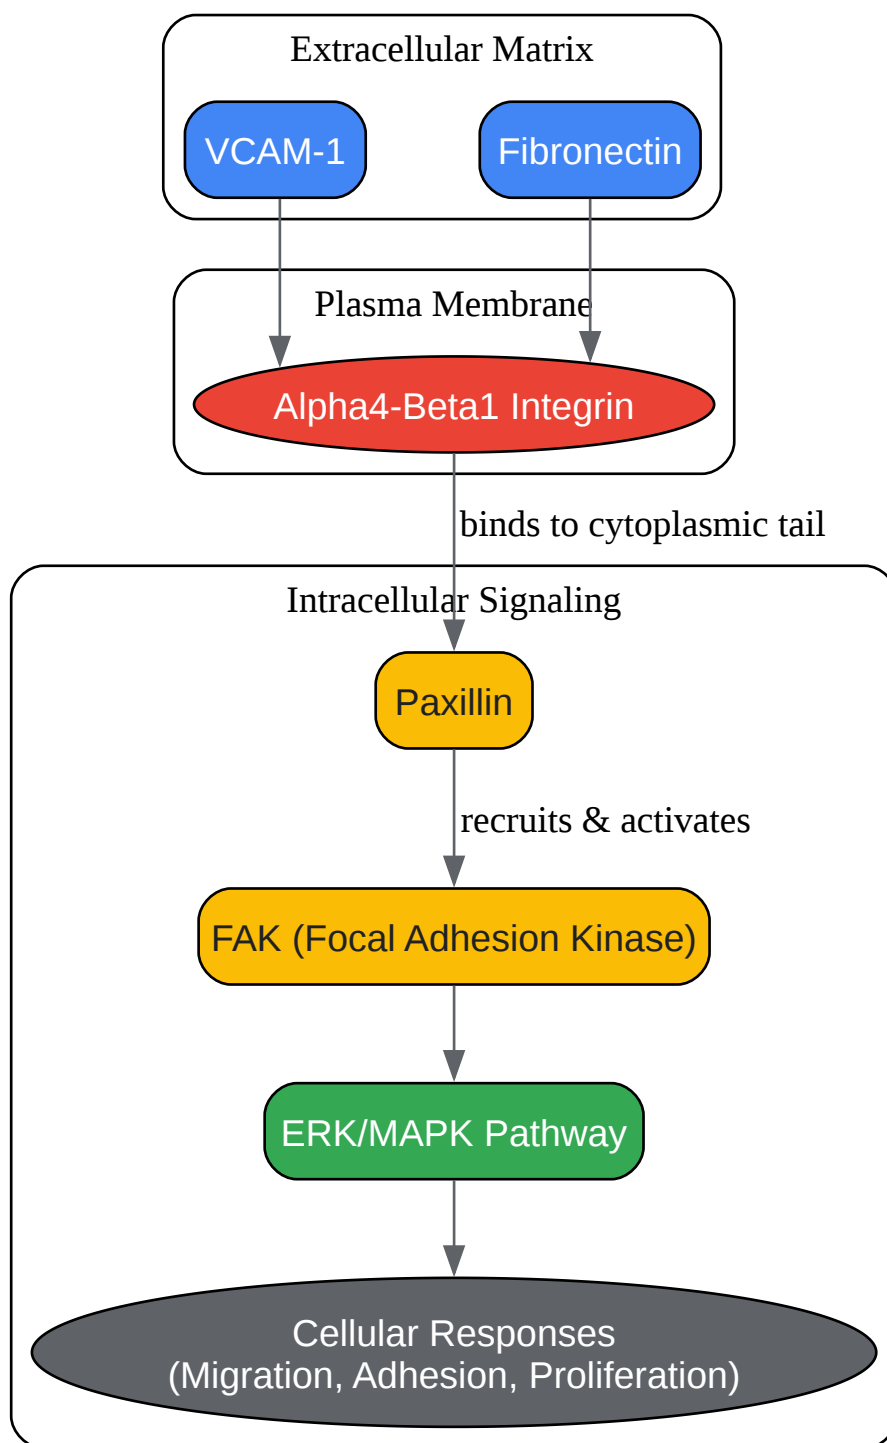 Extracellular Matrix
VCAM-1
Fibronectin
Plasma Membrane
Alpha4-Beta1 Integrin
binds to cytoplasmic tail
Intracellular Signaling
Paxillin
recruits & activates
FAK (Focal Adhesion Kinase)
ERK/MAPK Pathway
Cellular Responses
(Migration, Adhesion, Proliferation)